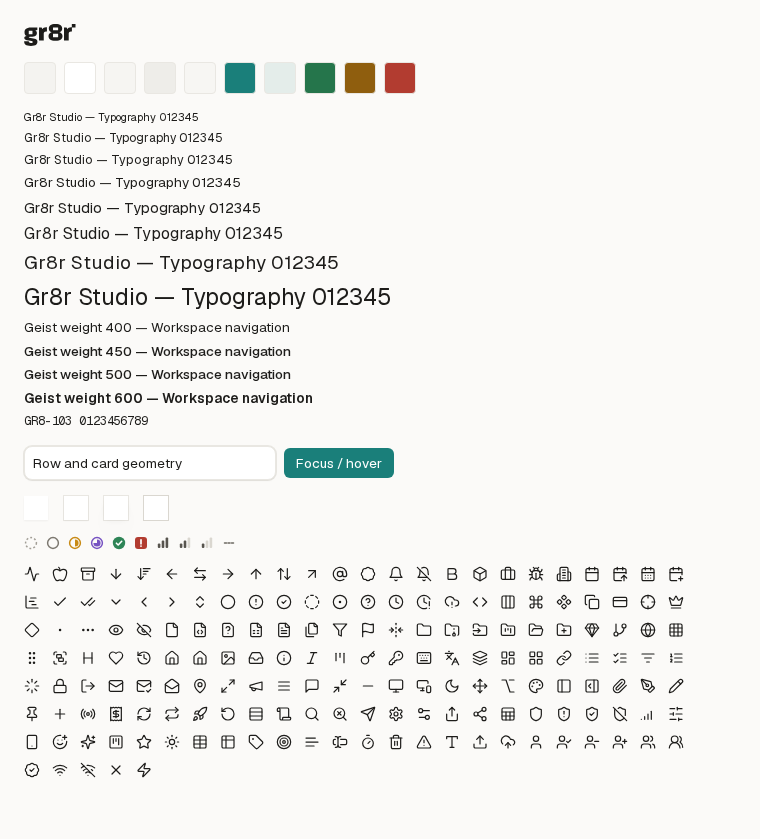 gr8r
Gr8r Studio — Typography 012345
Gr8r Studio — Typography 012345
Gr8r Studio — Typography 012345
Gr8r Studio — Typography 012345
Gr8r Studio — Typography 012345
Gr8r Studio — Typography 012345
Gr8r Studio — Typography 012345
Gr8r Studio — Typography 012345
Geist weight 400 — Workspace navigation
Geist weight 450 — Workspace navigation
Geist weight 500 — Workspace navigation
Geist weight 600 — Workspace navigation
GR8-103 0123456789
Row and card geometry Focus / hover